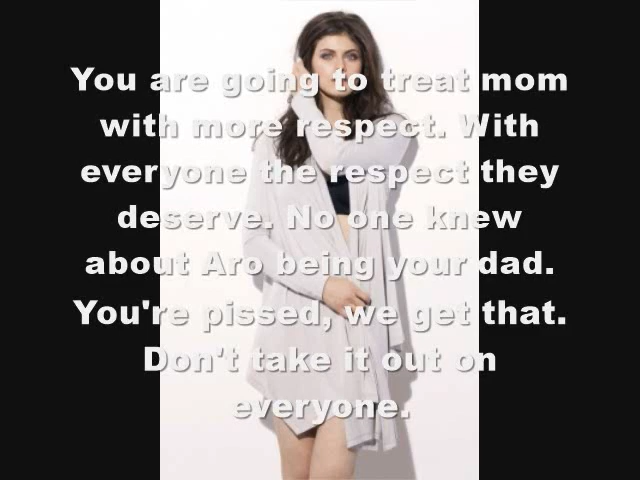 You are going to treat mom
with more respect. With
everyone the respect they
deserve. No one knew
about Aro being your dad.
You're pissed, we get that.
Don't take it out on
everyone.